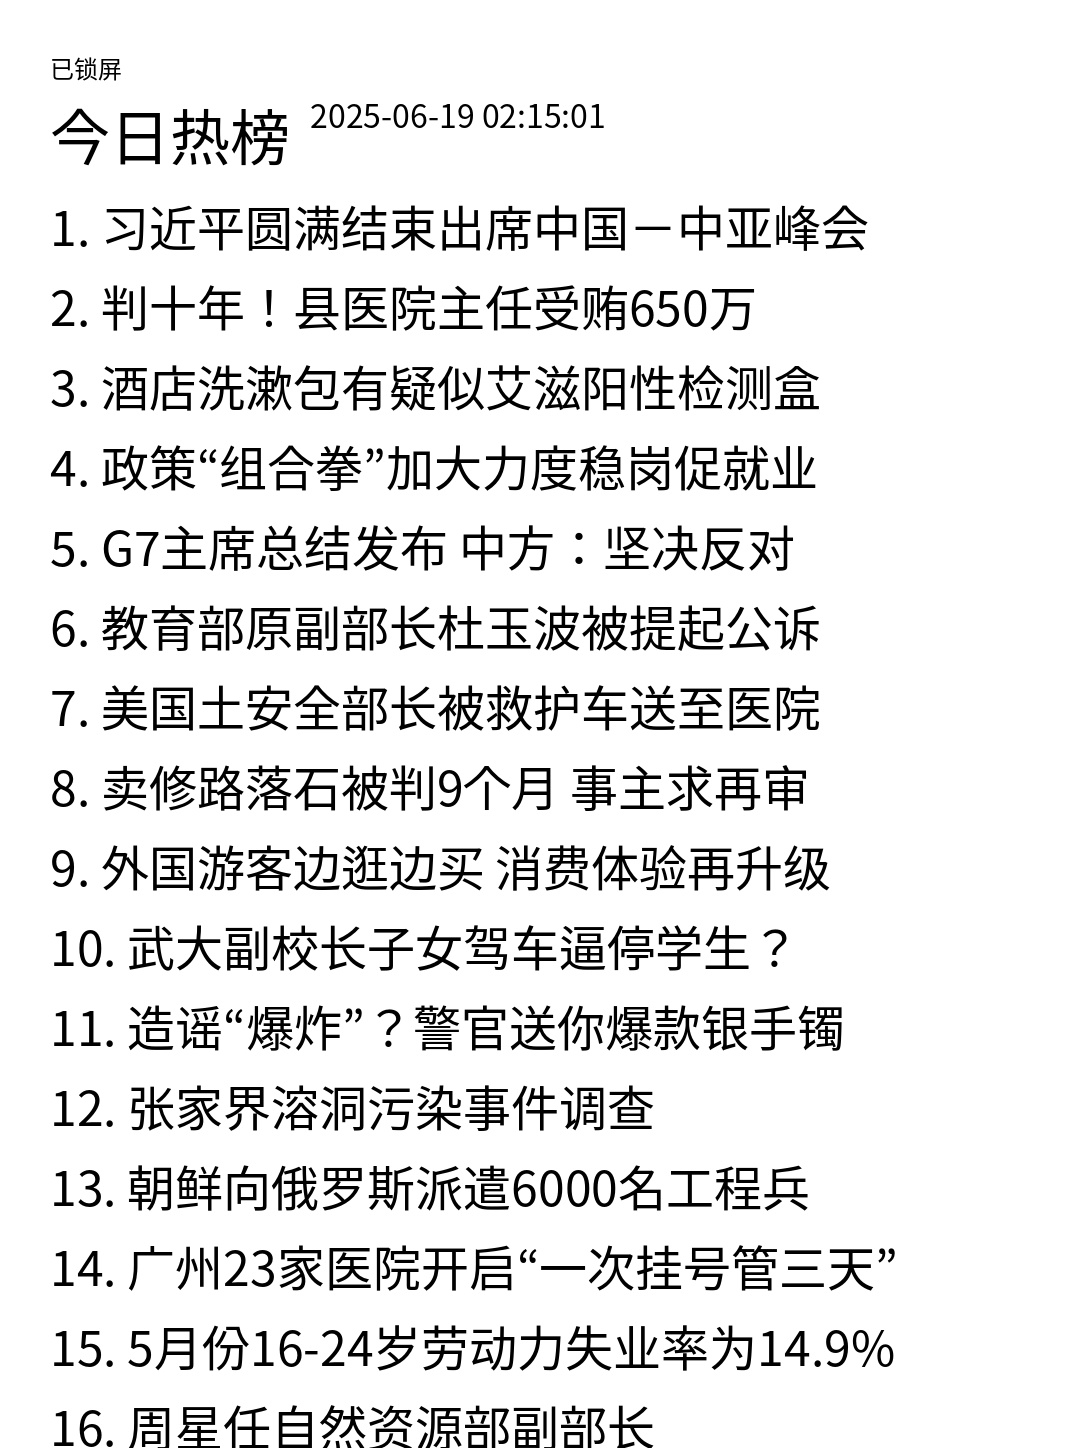 已锁屏
今日热榜 2025-06-19 02:15:01
1. 习近平圆满结束出席中国－中亚峰会
2. 判十年！县医院主任受贿650万
3. 酒店洗漱包有疑似艾滋阳性检测盒
4. 政策“组合拳”加大力度稳岗促就业
5. G7主席总结发布 中方：坚决反对
6. 教育部原副部长杜玉波被提起公诉
7. 美国土安全部长被救护车送至医院
8. 卖修路落石被判9个月 事主求再审
9. 外国游客边逛边买 消费体验再升级
10. 武大副校长子女驾车逼停学生？
11. 造谣“爆炸”？警官送你爆款银手镯
12. 张家界溶洞污染事件调查
13. 朝鲜向俄罗斯派遣6000名工程兵
14. 广州23家医院开启“一次挂号管三天”
15. 5月份16-24岁劳动力失业率为14.9%
16. 周星任自然资源部副部长